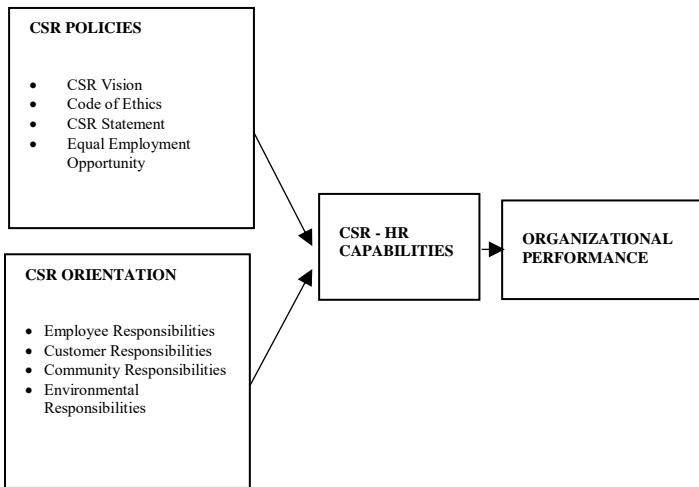 CSR POLICIES
• CSR Vision
• Code of Ethics
• CSR Statement
• Equal Employment
Opportunity
CSR ORIENTATION
• Employee Responsibilities
• Customer Responsibilities
• Community Responsibilities
• Environmental
Responsibilities
CSR - HR
CAPABILITIES
ORGANIZATIONAL
PERFORMANCE